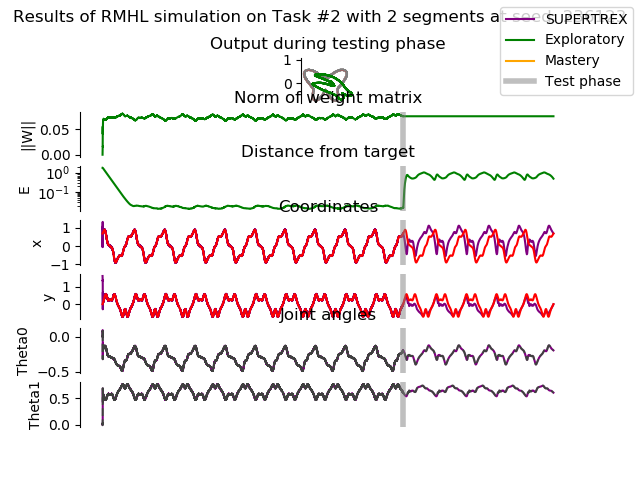 Results of RMHL simulation on Task #2 with 2 segments at
SUPERTREX
Exploratory
Mastery
Test phase
Output during testing phase
1
0
Norm of weight matrix
||W||
0.05
0.00
Distance from target
E
10⁰
10⁻¹
Coordinates
x
1
0
−1
y
1
0
Joint angles
Theta0
0.0
−0.5
Theta1
0.5
0.0